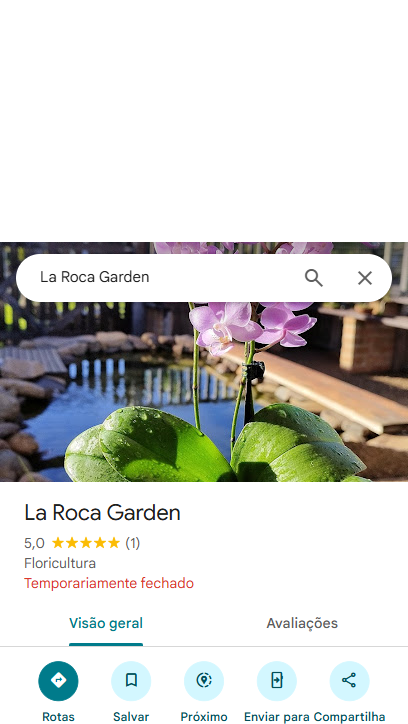 La Roca Garden
La Roca Garden
5,0 ★★★★★ (1)
Floricultura
Temporariamente fechado
Visão geral
Avaliações
Rotas
Salvar
Próximo
Enviar para
Compartilha